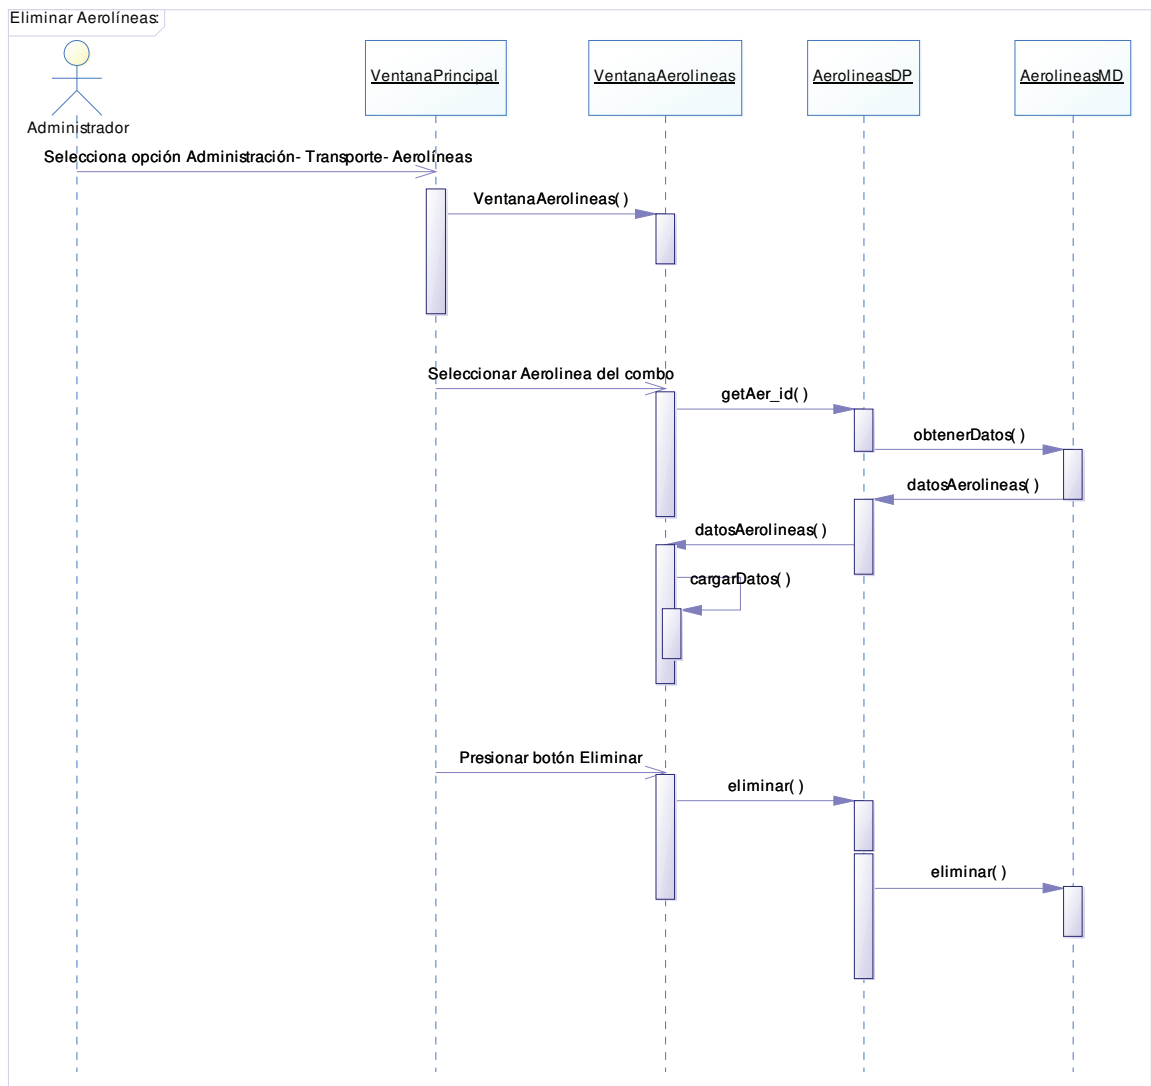 Eliminar Aerolíneas:
Administrador
VentanaPrincipal
VentanaAerolineas
AerolineasDP
AerolineasMD
Selecciona opción Administración- Transporte- Aerolíneas
VentanaAerolineas( )
Seleccionar Aerolinea del combo
getAer_id( )
obtenerDatos( )
datosAerolineas( )
datosAerolineas( )
cargarDatos( )
Presionar botón Eliminar
eliminar( )
eliminar( )